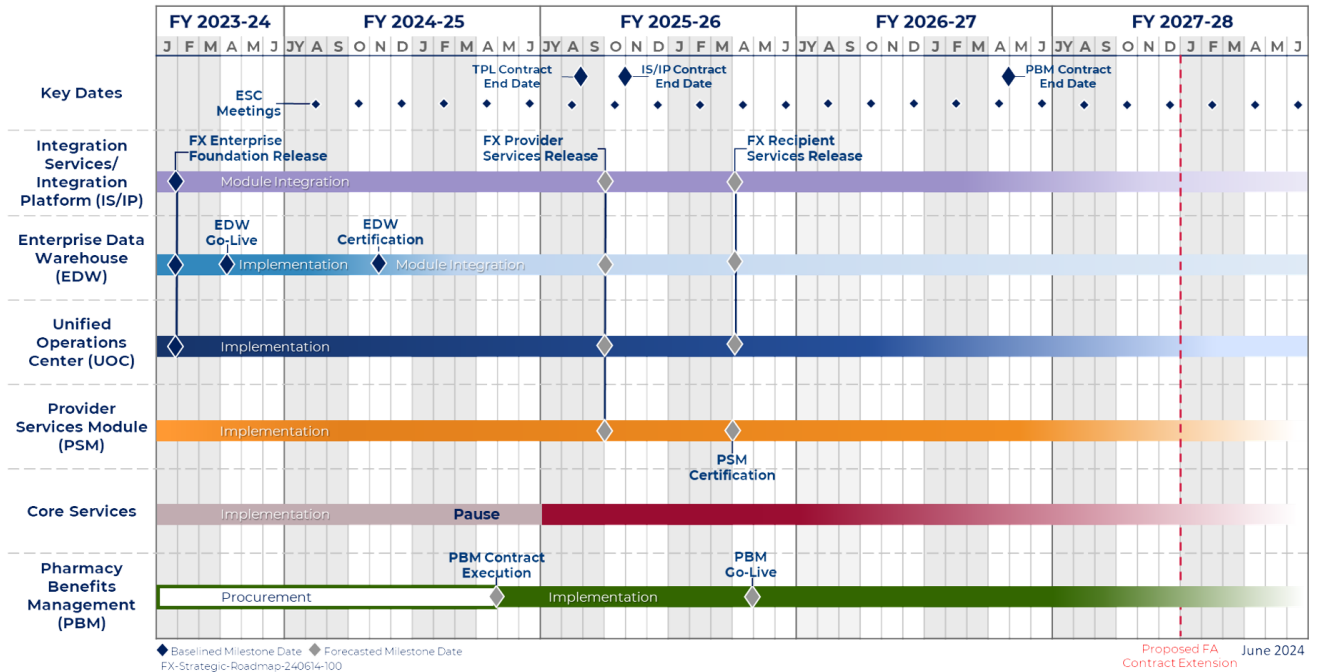 FY 2023-24 FY 2024-25 FY 2025-26 FY 2026-27 FY 2027-28
J F M A M J JY A S O N D J F M A M J JY A S O N D J F M A M J JY A S O N D J F M A M J JY A S O N D J F M A M J
Key Dates
ESC
Meetings
TPL Contract
End Date
IS/IP Contract
End Date
PBM Contract
End Date
Integration
Services/
Integration
Platform (IS/IP)
FX Enterprise
Foundation Release
FX Provider
Services Release
FX Recipient
Services Release
Module Integration
Enterprise Data
Warehouse
(EDW)
EDW
Go-Live
EDW
Certification
Implementation
Module Integration
Unified
Operations
Center (UOC)
Implementation
Provider
Services Module
(PSM)
Implementation
PSM
Certification
Core Services
Implementation
Pause
Pharmacy
Benefits
Management
(PBM)
PBM Contract
Execution
PBM
Go-Live
Procurement
Implementation
Baselined Milestone Date
Forecasted Milestone Date
FX-Strategic-Roadmap-240614-100
Proposed FA
Contract Extension
June 2024